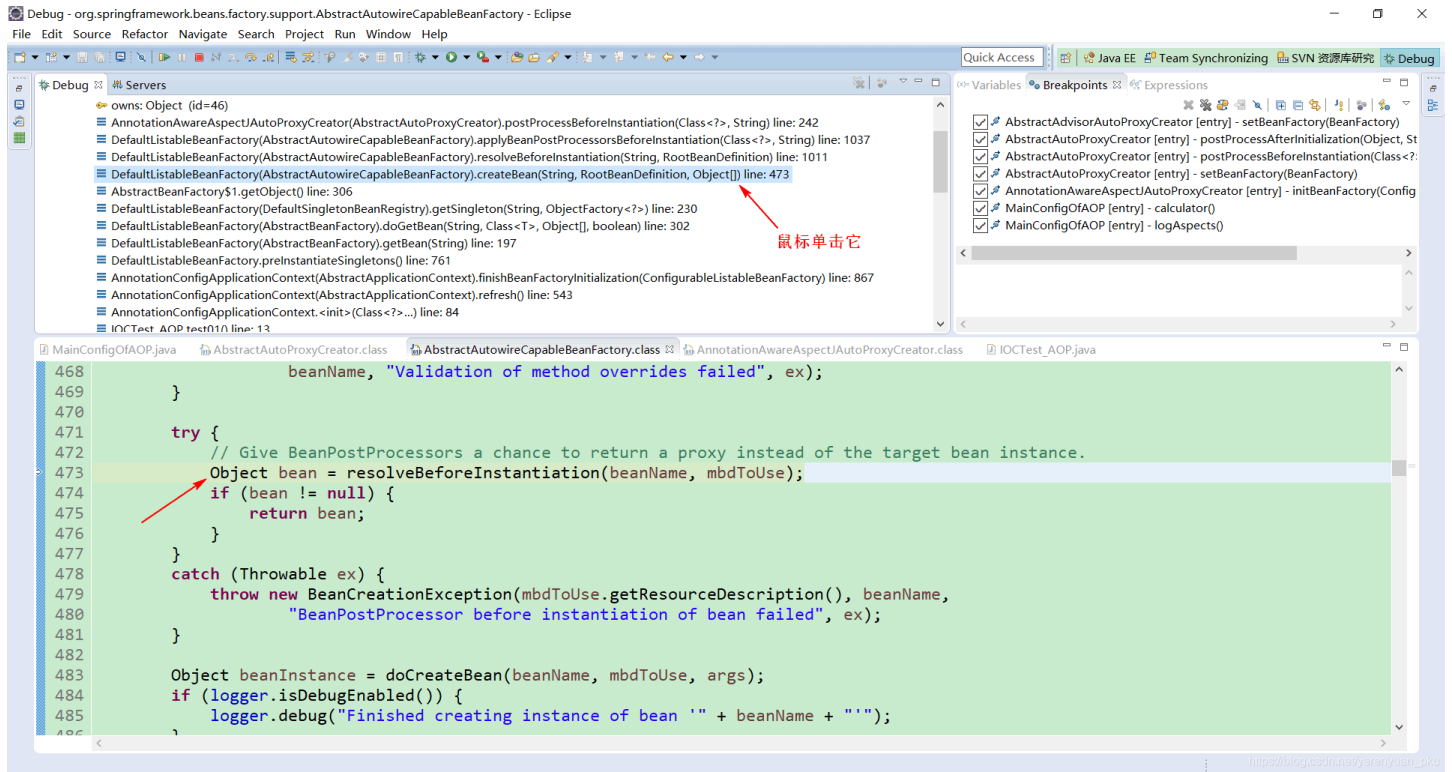 Debug - org.springframework.beans.factory.support.AbstractAutowireCapableBeanFactory - Eclipse
File Edit Source Refactor Navigate Search Project Run Window Help
Quick Access Java EE Team Synchronizing SVN 资源库研究 Debug
Debug Servers
owns: Object (id=46)
AnnotationAwareAspectJAutoProxyCreator(AbstractAutoProxyCreator).postProcessBeforeInstantiation(Class<?>, String) line: 242
DefaultListableBeanFactory(AbstractAutowireCapableBeanFactory).applyBeanPostProcessorsBeforeInstantiation(Class<?>, String) line: 1037
DefaultListableBeanFactory(AbstractAutowireCapableBeanFactory).resolveBeforeInstantiation(String, RootBeanDefinition) line: 1011
DefaultListableBeanFactory(AbstractAutowireCapableBeanFactory).createBean(String, RootBeanDefinition, Object[]) line: 473
AbstractBeanFactory$1.getObject() line: 306
DefaultListableBeanFactory(DefaultSingletonBeanRegistry).getSingleton(String, ObjectFactory<?>) line: 230
DefaultListableBeanFactory(AbstractBeanFactory).doGetBean(String, Class<T>, Object[], boolean) line: 302
DefaultListableBeanFactory(AbstractBeanFactory).getBean(String) line: 197
DefaultListableBeanFactory.preInstantiateSingletons() line: 761
AnnotationConfigApplicationContext(AbstractApplicationContext).finishBeanFactoryInitialization(ConfigurableListableBeanFactory) line: 867
AnnotationConfigApplicationContext(AbstractApplicationContext).refresh() line: 543
AnnotationConfigApplicationContext.<init>(Class<?>...) line: 84
IOCTest_AOP.test01() line: 13
鼠标单击它
Variables Breakpoints Expressions
AbstractAdvisorAutoProxyCreator [entry] - setBeanFactory(BeanFactory)
AbstractAutoProxyCreator [entry] - postProcessAfterInitialization(Object, St
AbstractAutoProxyCreator [entry] - postProcessBeforeInstantiation(Class<?
AbstractAutoProxyCreator [entry] - setBeanFactory(BeanFactory)
AnnotationAwareAspectJAutoProxyCreator [entry] - initBeanFactory(Config
MainConfigOfAOP [entry] - calculator()
MainConfigOfAOP [entry] - logAspects()
MainConfigOfAOP.java AbstractAutoProxyCreator.class AbstractAutowireCapableBeanFactory.class AnnotationAwareAspectJAutoProxyCreator.class IOCTest_AOP.java
468 beanName, "Validation of method overrides failed", ex);
469 }
470
471 try {
472 // Give BeanPostProcessors a chance to return a proxy instead of the target bean instance.
473 Object bean = resolveBeforeInstantiation(beanName, mbdToUse);
474 if (bean != null) {
475 return bean;
476 }
477 }
478 catch (Throwable ex) {
479 throw new BeanCreationException(mbdToUse.getResourceDescription(), beanName,
480 "BeanPostProcessor before instantiation of bean failed", ex);
481 }
482
483 Object beanInstance = doCreateBean(beanName, mbdToUse, args);
484 if (logger.isDebugEnabled()) {
485 logger.debug("Finished creating instance of bean '" + beanName + "'");
486 }
https://blog.csdn.net/yerenyuan_pku